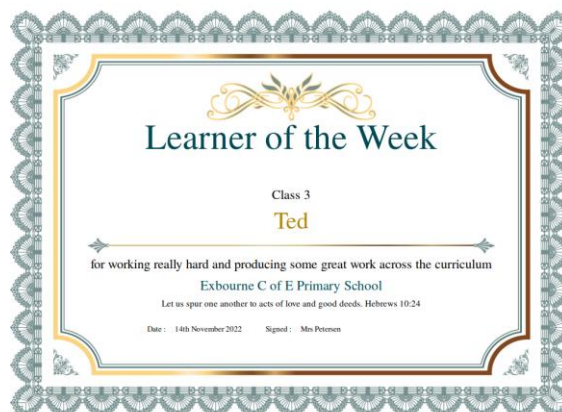 Learner of the Week
Class 3
Ted
for working really hard and producing some great work across the curriculum
Exbourne C of E Primary School
Let us spur one another to acts of love and good deeds. Hebrews 10:24
Date : 14th November 2022 Signed : Mrs Petersen